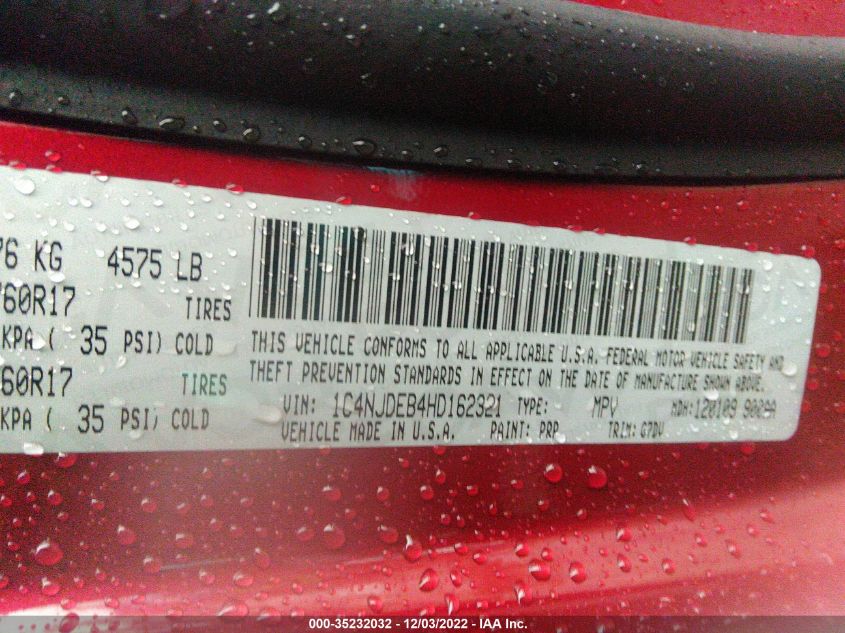 76 KG 4575 LB
/60R17 TIRES
KPA ( 35 PSI) COLD
/60R17 TIRES
KPA ( 35 PSI) COLD
THIS VEHICLE CONFORMS TO ALL APPLICABLE U.S.A. FEDERAL MOTOR VEHICLE SAFETY AND
THEFT PREVENTION STANDARDS IN EFFECT ON THE DATE OF MANUFACTURE SHOWN ABOVE.
VIN: 1C4NJDEB4HD162321 TYPE: MPV MDH: 120109 9029A
VEHICLE MADE IN U.S.A. PAINT: PRP TRIM: G7DV
000-35232032 - 12/03/2022 - IAA Inc.